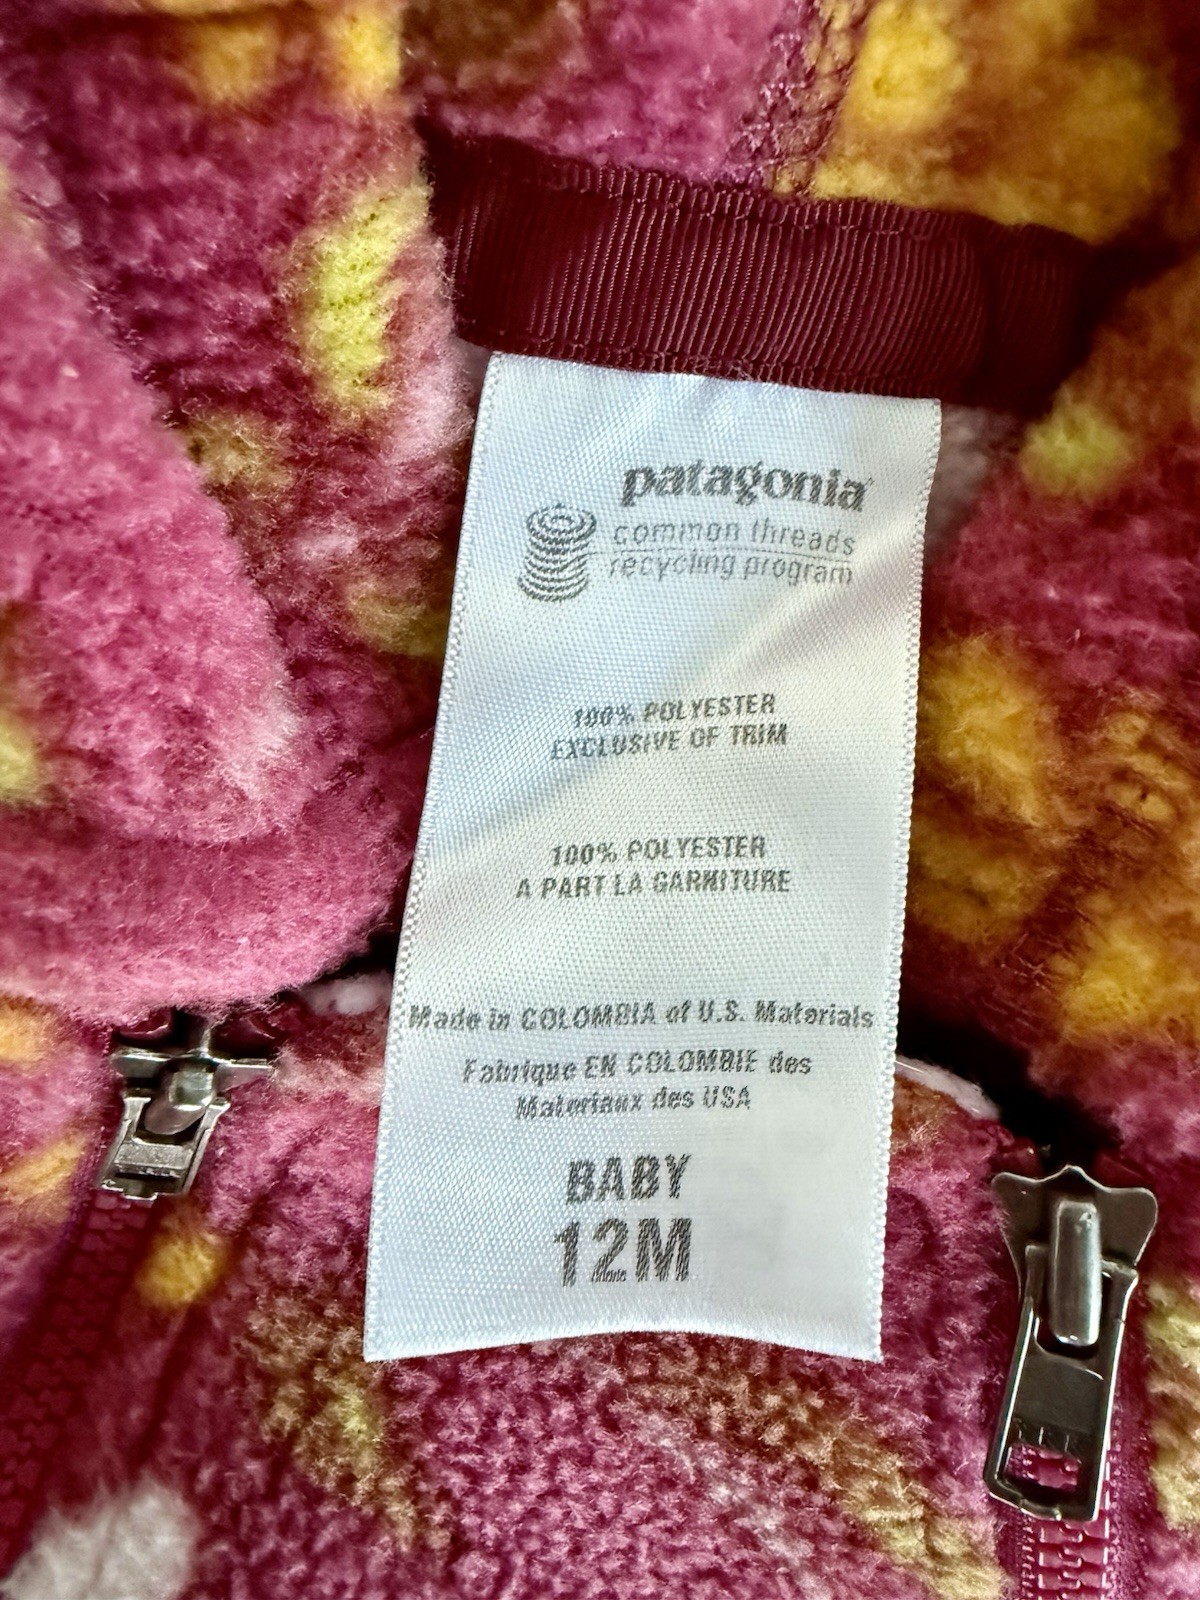 patagonia
common threads
recycling program
100% POLYESTER
EXCLUSIVE OF TRIM
100% POLYESTER
A PART LA GARNITURE
Made in COLOMBIA of U.S. Materials
Fabrique EN COLOMBIE des
Materiaux des USA
BABY
12M